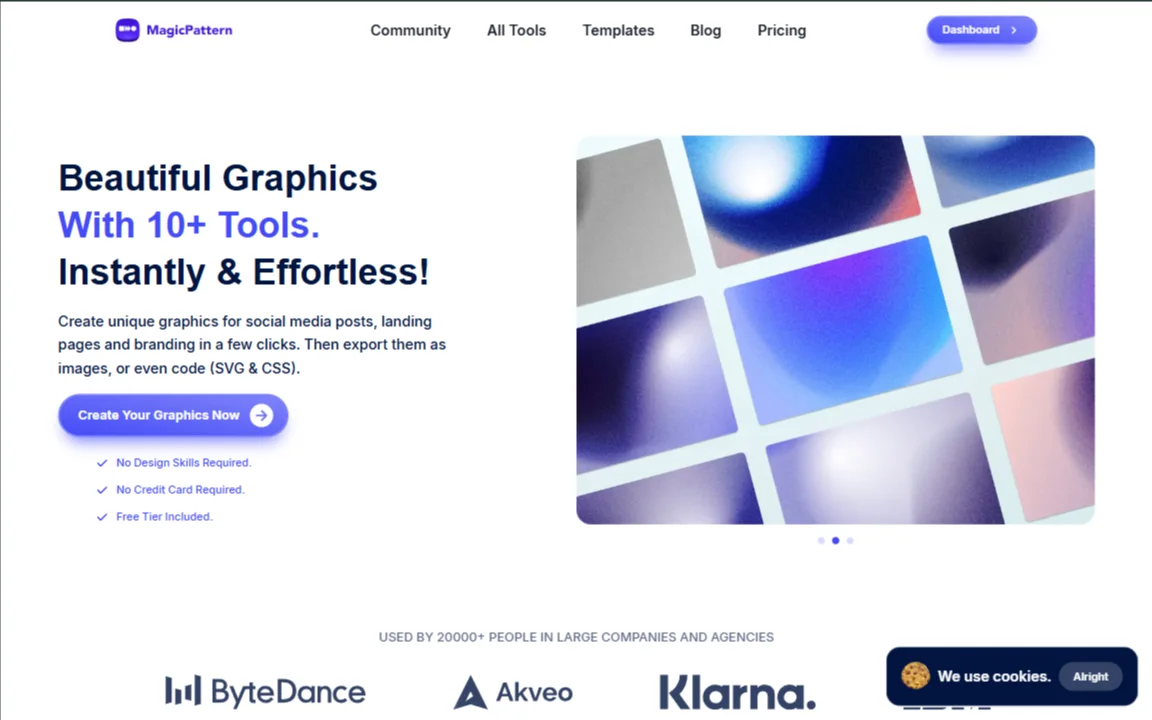 MagicPattern
Community
All Tools
Templates
Blog
Pricing
Dashboard
Beautiful Graphics
With 10+ Tools.
Instantly & Effortless!
Create unique graphics for social media posts, landing
pages and branding in a few clicks. Then export them as
images, or even code (SVG & CSS).
Create Your Graphics Now
No Design Skills Required.
No Credit Card Required.
Free Tier Included.
USED BY 20000+ PEOPLE IN LARGE COMPANIES AND AGENCIES
ByteDance
Akveo
Klarna.
We use cookies.
Alright